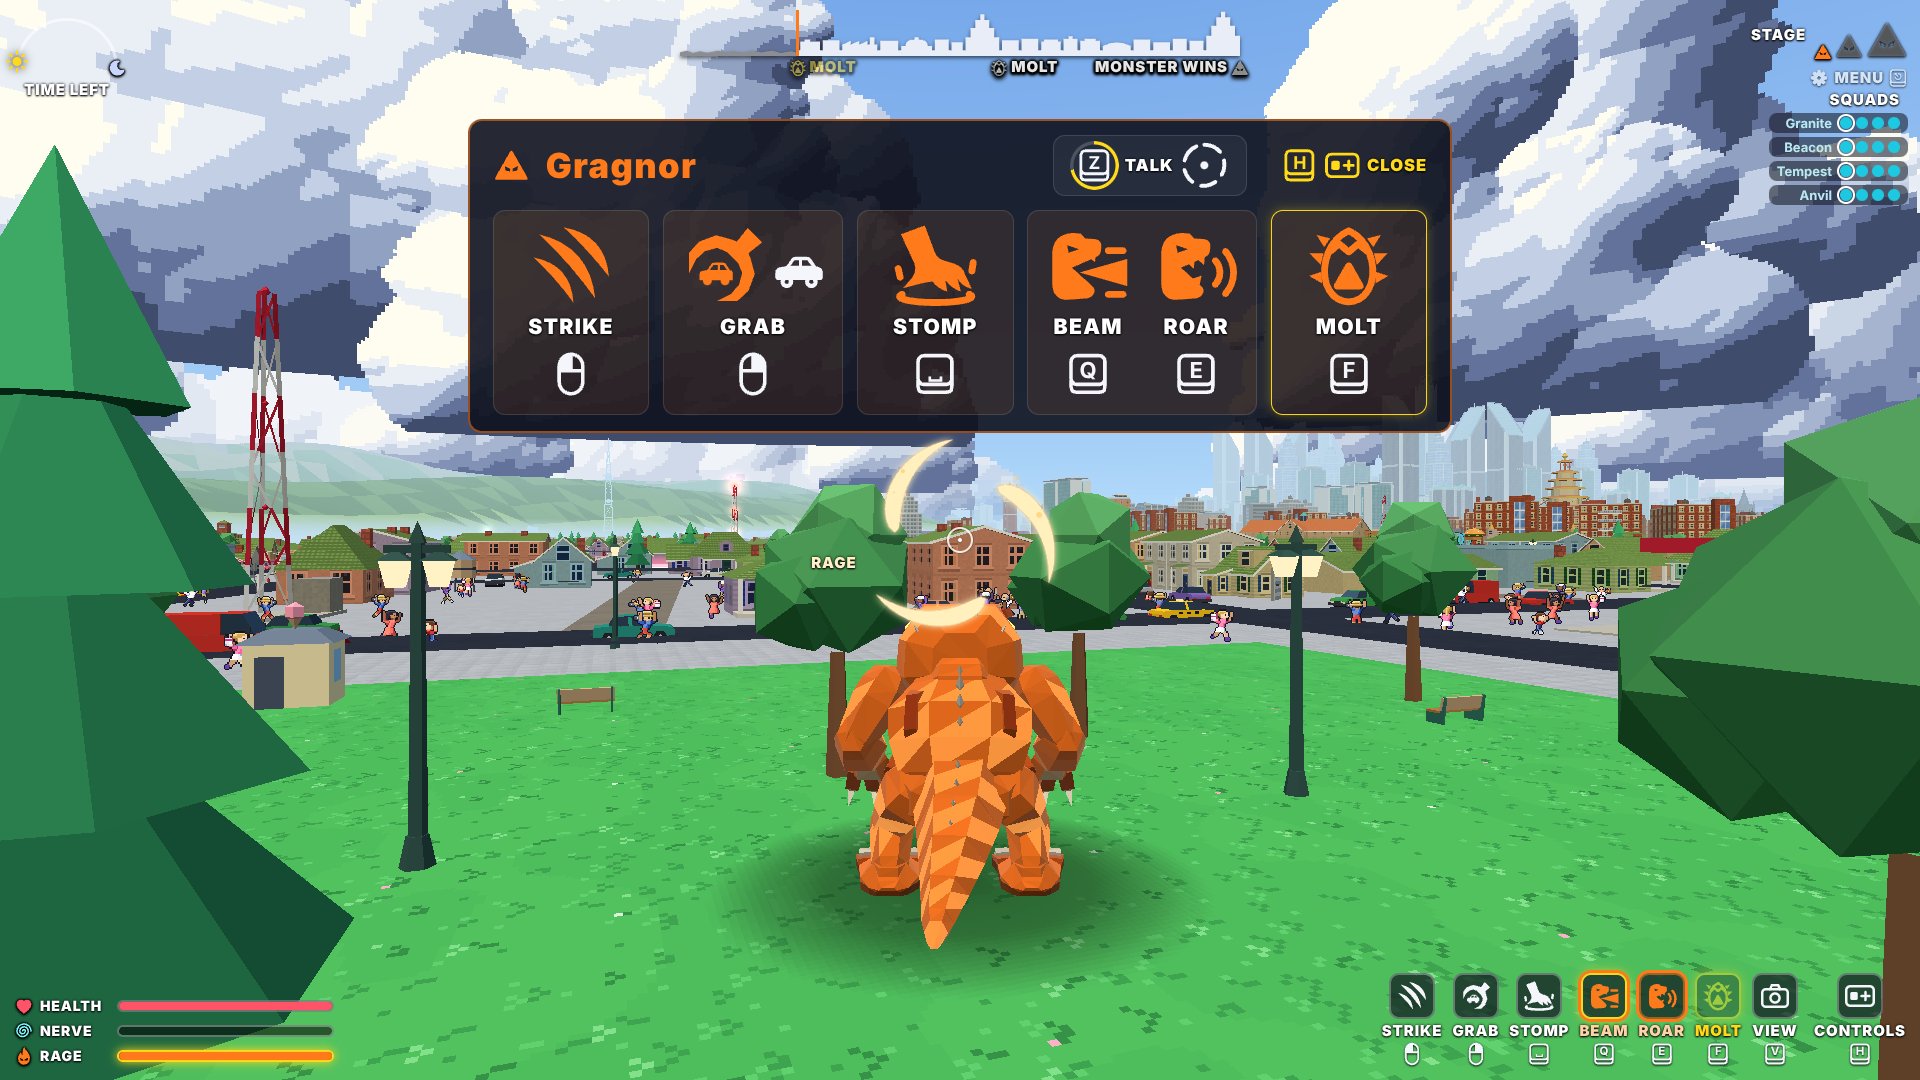 TIME LEFT
MOLT
MOLT
MONSTER WINS
STAGE
MENU
SQUADS
Granite
Beacon
Tempest
Anvil
Gragnor
Z TALK
H CLOSE
STRIKE
GRAB
STOMP
BEAM
ROAR
MOLT
Q
E
F
RAGE
HEALTH
NERVE
RAGE
STRIKE
GRAB
STOMP
BEAM
ROAR
MOLT
VIEW
CONTROLS
Q
E
F
V
H